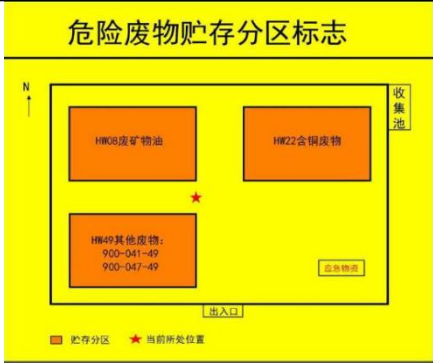 危险废物贮存分区标志
N
收集池
HW08废矿物油
HW22含铜废物
HW49其他废物：
900-041-49
900-047-49
应急物资
出入口
贮存分区
当前所处位置